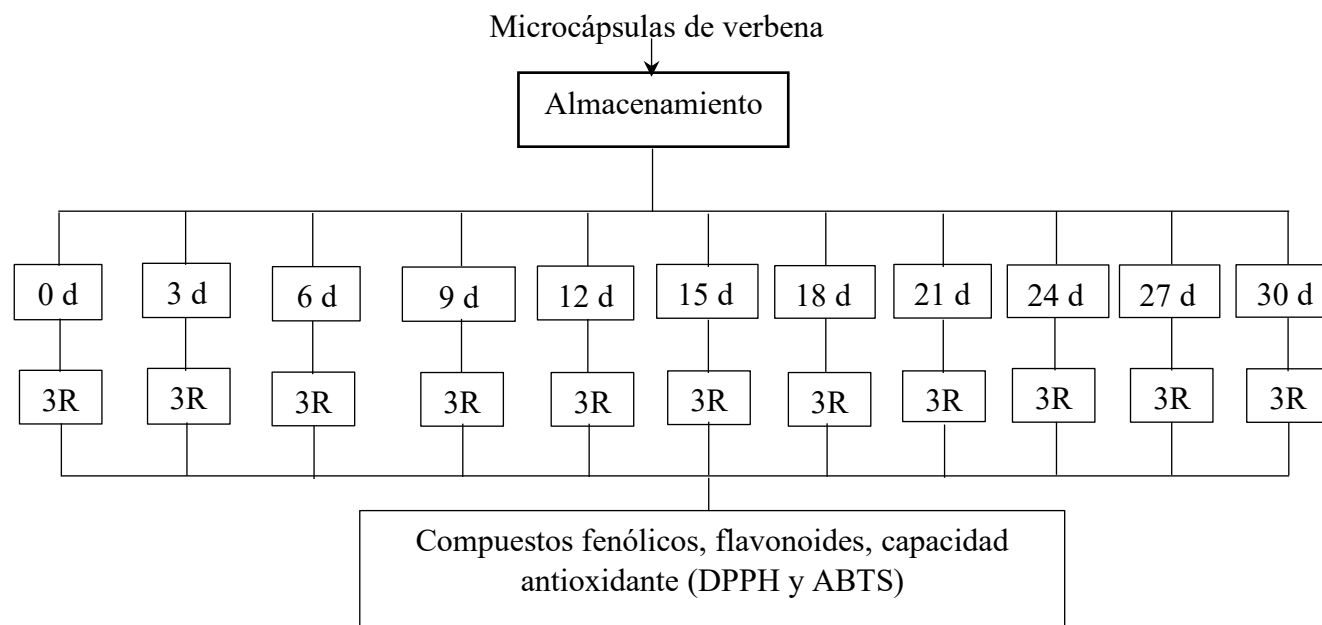 Microcápsulas de verbena
Almacenamiento
0 d 3 d 6 d 9 d 12 d 15 d 18 d 21 d 24 d 27 d 30 d
3R 3R 3R 3R 3R 3R 3R 3R 3R 3R 3R
Compuestos fenólicos, flavonoides, capacidad
antioxidante (DPPH y ABTS)